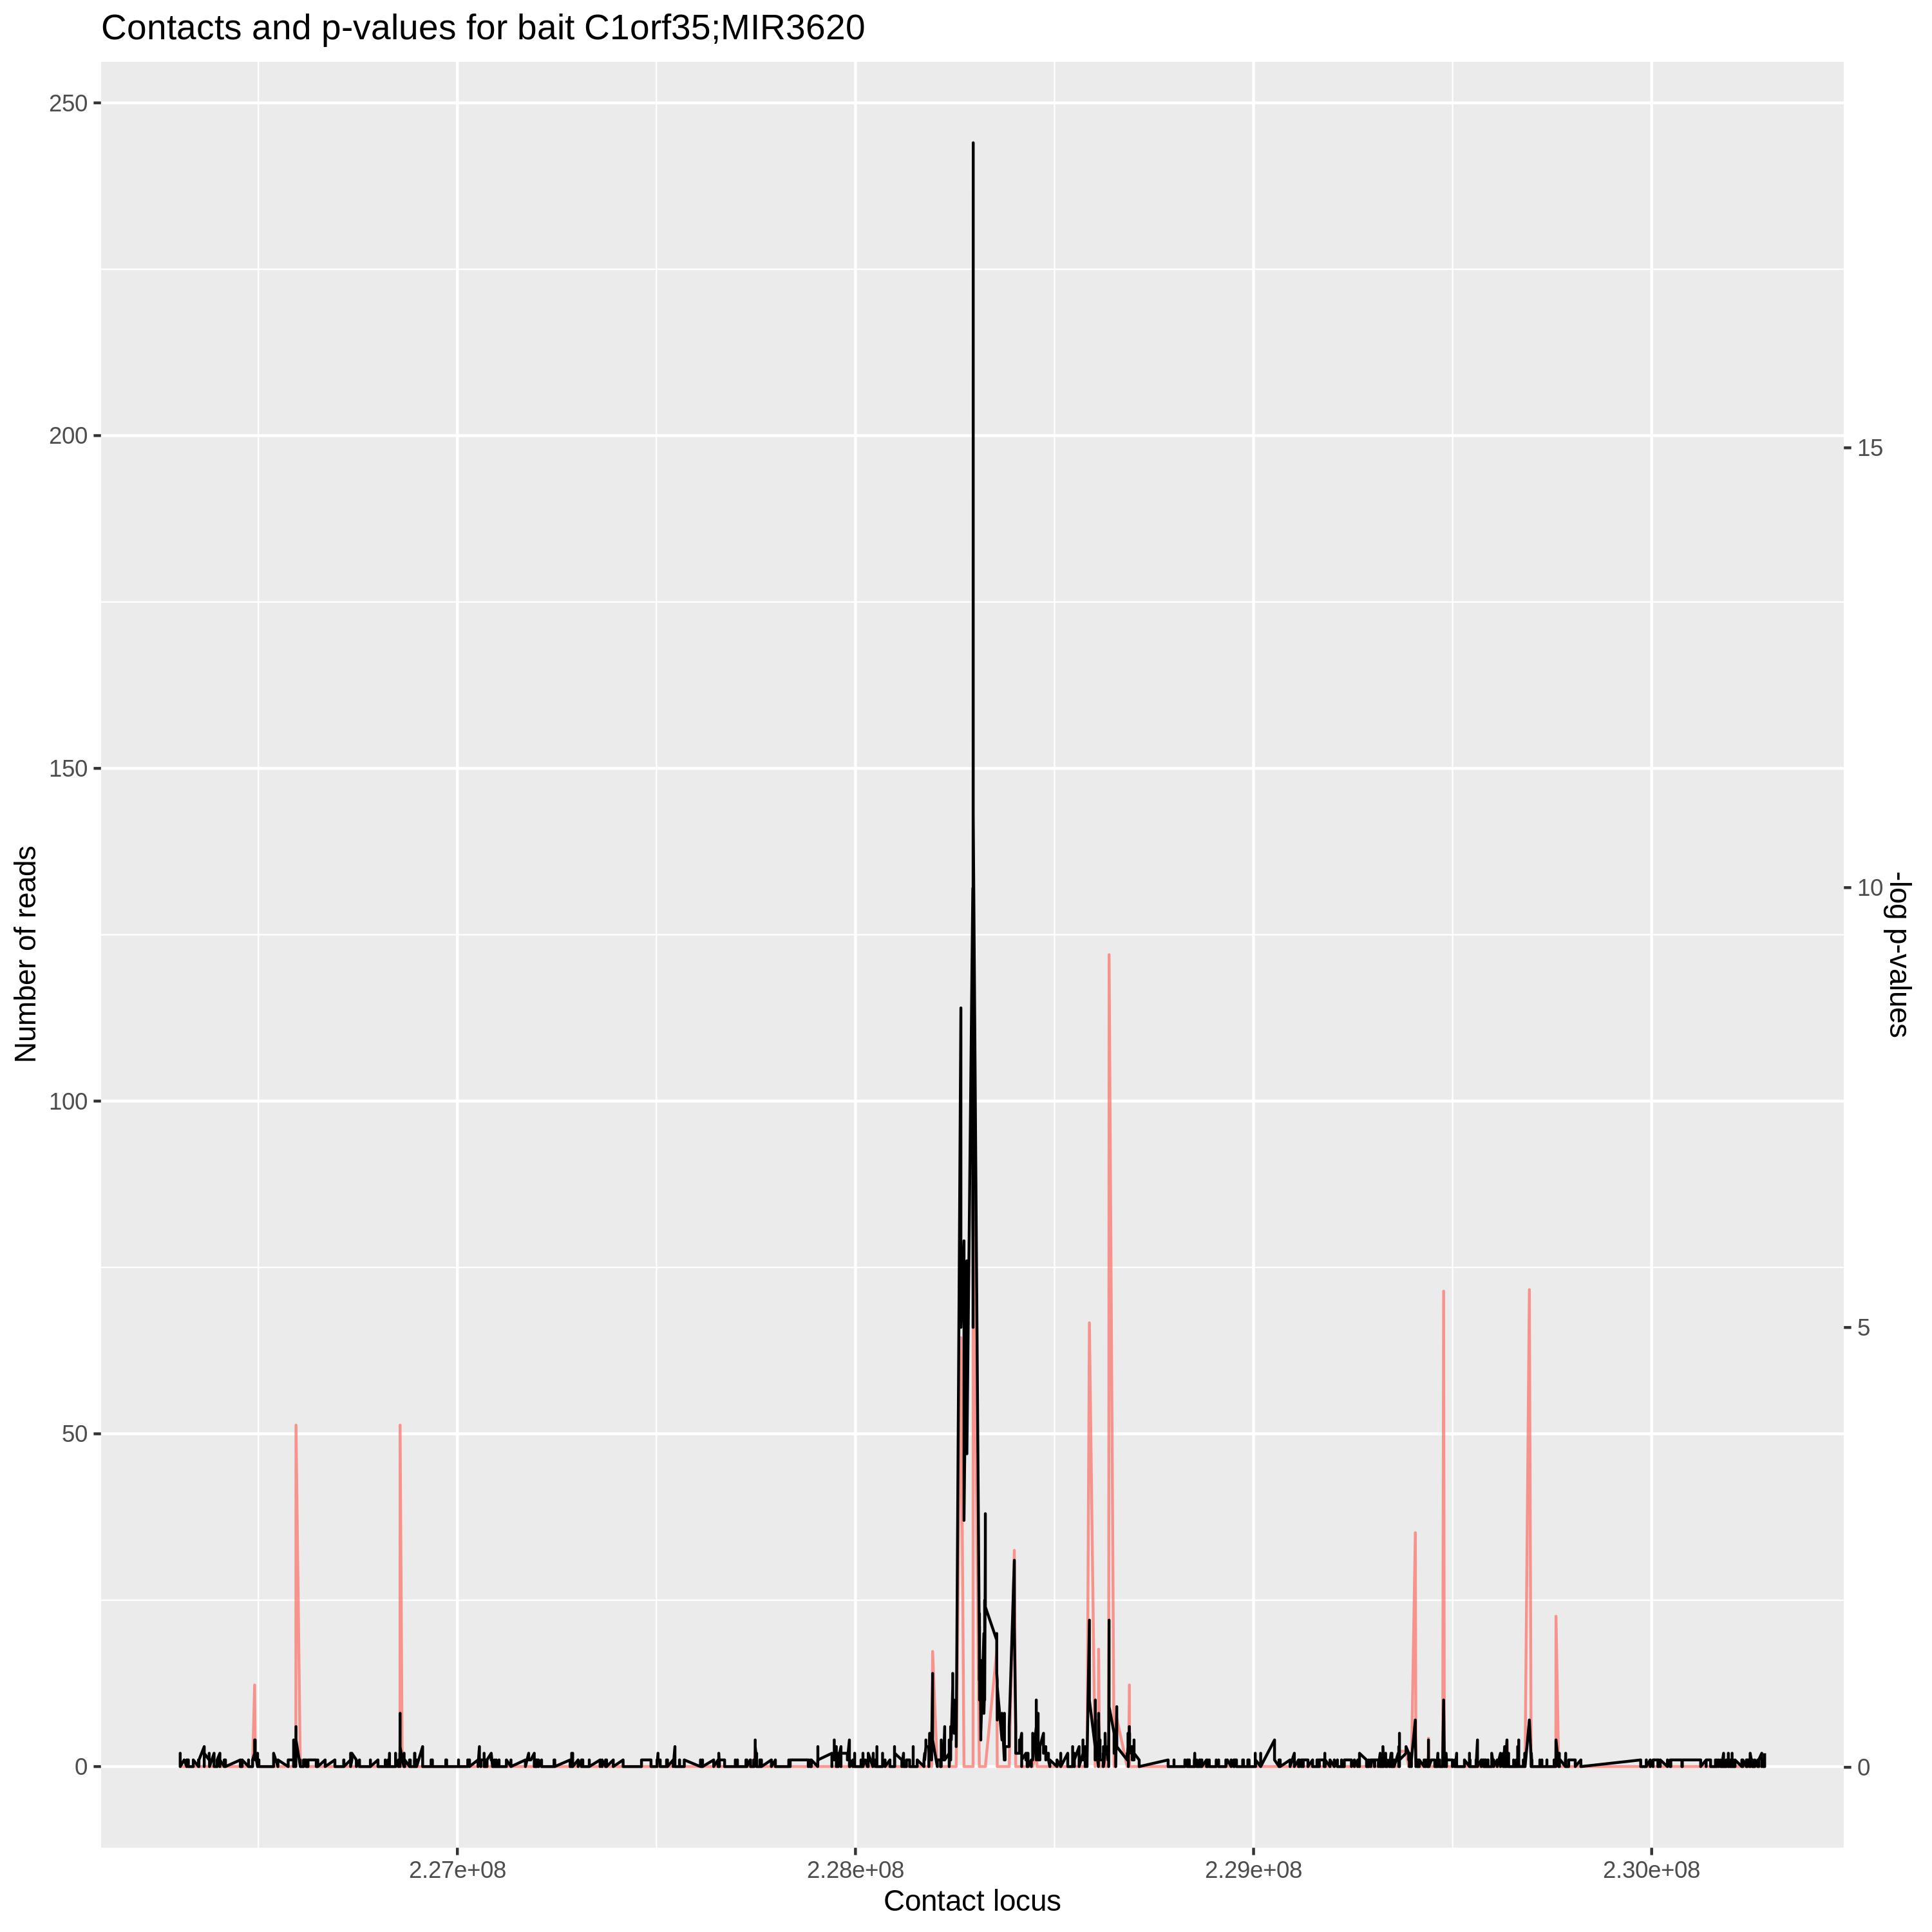 Contacts and p-values for bait C1orf35;MIR3620
250
200
150
100
50
0
Number of reads
15
10
5
0
-log p-values
2.27e+08
2.28e+08
2.29e+08
2.30e+08
Contact locus